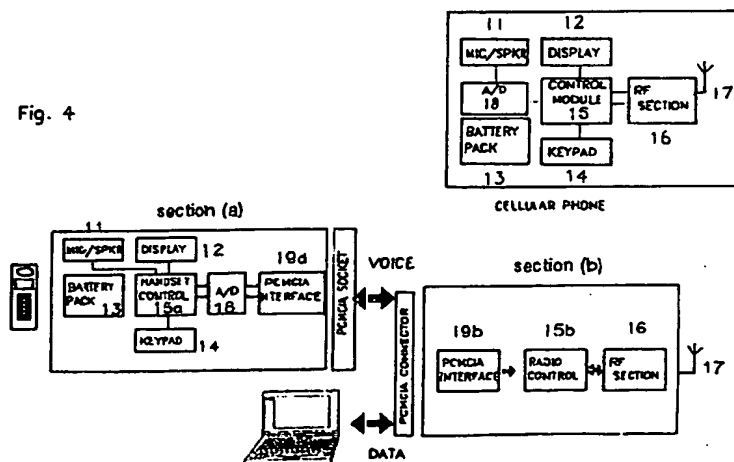 Fig. 4
11
12
MIC/SPKR
DISPLAY
A/D
18
CONTROL
MODULE
15
RF
SECTION
16
17
BATTERY
PACK
13
KEYPAD
14
CELLULAR PHONE
section (a)
11
MIC/SPKR
DISPLAY
12
19d
BATTERY
PACK
13
HANDSET
CONTROL
15a
A/D
18
PCMCIA
INTERFACE
KEYPAD
14
PCMCIA SOCKET
VOICE
PCMCIA CONNECTOR
DATA
section (b)
19b
15b
16
PCMCIA
INTERFACE
RADIO
CONTROL
RF
SECTION
17